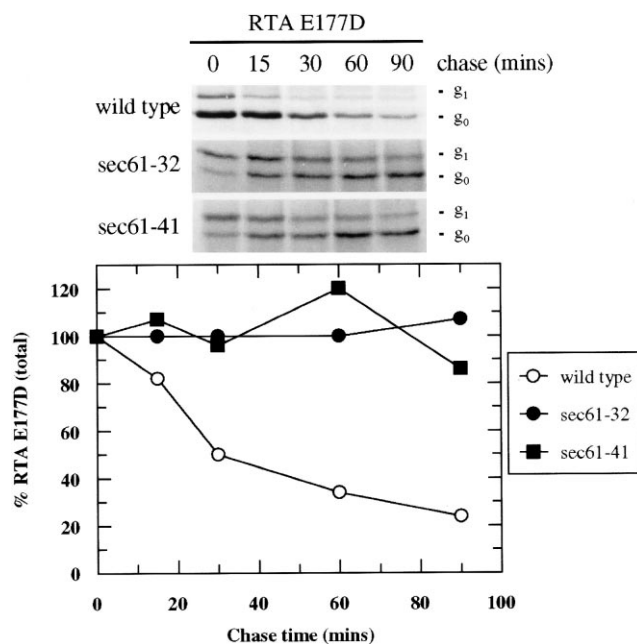 RTA E177D
0 15 30 60 90 chase (mins)
wild type
- g1
- g0
sec61-32
- g1
- g0
sec61-41
- g1
- g0
120
100
80
60
40
20
0
% RTA E177D (total)
0 20 40 60 80 100
Chase time (mins)
wild type
sec61-32
sec61-41